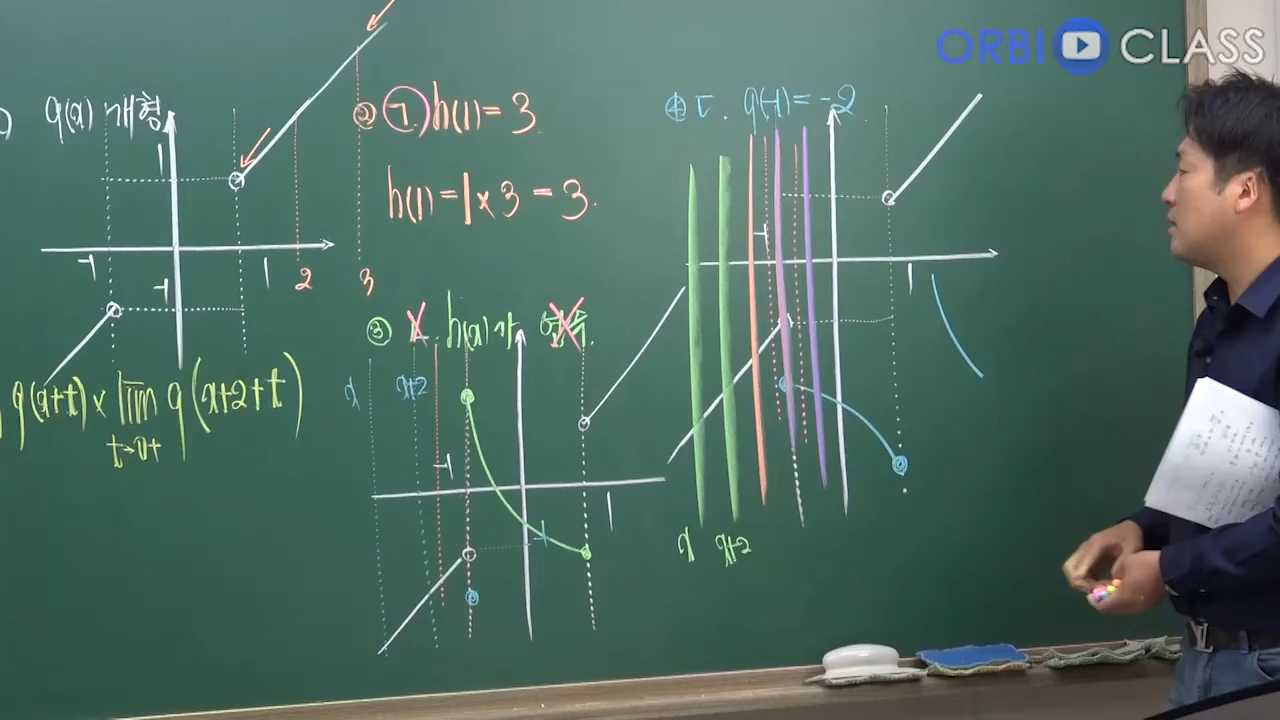 ORBI CLASS
g(x) 개형
1
-1
1
-1
2
3
② ㄱ) h(1) = 3
h(1) = 1 × 3 = 3
g(x+t) × lim g(x+2+t)
t→0+
③ ㄴ. h(x)가
x
x+2
-1
-1
1
④ ㄷ. g(-1) = -2
-1
1
x
x+2